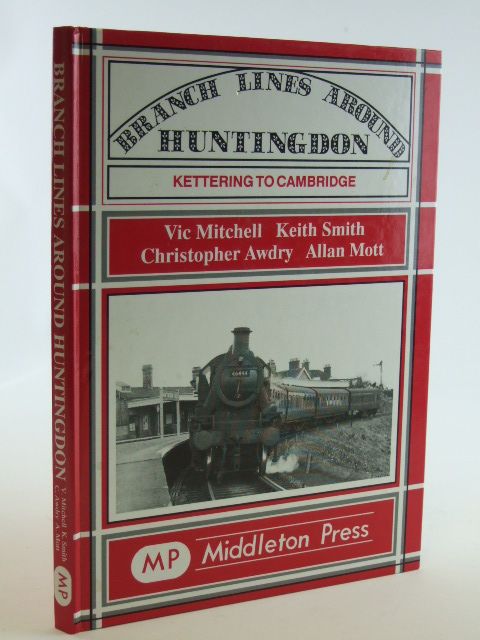 BRANCH LINES AROUND
HUNTINGDON
KETTERING TO CAMBRIDGE
Vic Mitchell Keith Smith
Christopher Awdry Allan Mott
MP Middleton Press
BRANCH LINES AROUND HUNTINGDON
V. Mitchell K. Smith
C. Awdry A. Mott
MP